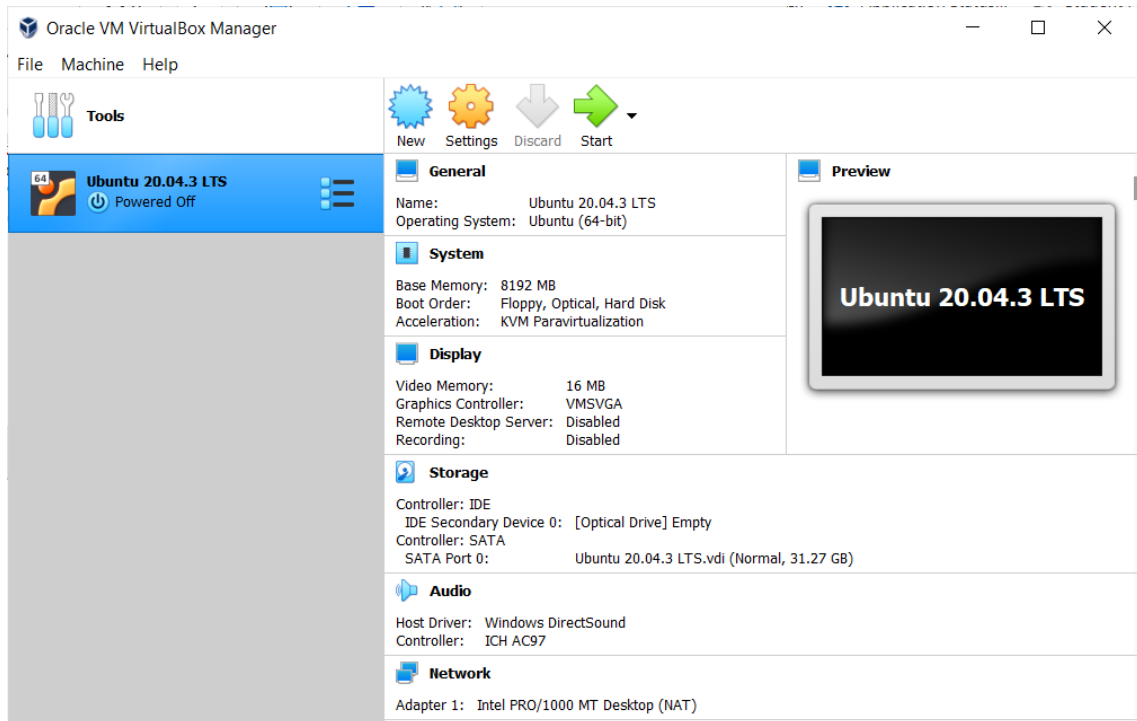 Oracle VM VirtualBox Manager
File Machine Help
Tools
New Settings Discard Start
64
Ubuntu 20.04.3 LTS
Powered Off
General
Name: Ubuntu 20.04.3 LTS
Operating System: Ubuntu (64-bit)
Preview
Ubuntu 20.04.3 LTS
System
Base Memory: 8192 MB
Boot Order: Floppy, Optical, Hard Disk
Acceleration: KVM Paravirtualization
Display
Video Memory: 16 MB
Graphics Controller: VMSVGA
Remote Desktop Server: Disabled
Recording: Disabled
Storage
Controller: IDE
IDE Secondary Device 0: [Optical Drive] Empty
Controller: SATA
SATA Port 0: Ubuntu 20.04.3 LTS.vdi (Normal, 31.27 GB)
Audio
Host Driver: Windows DirectSound
Controller: ICH AC97
Network
Adapter 1: Intel PRO/1000 MT Desktop (NAT)